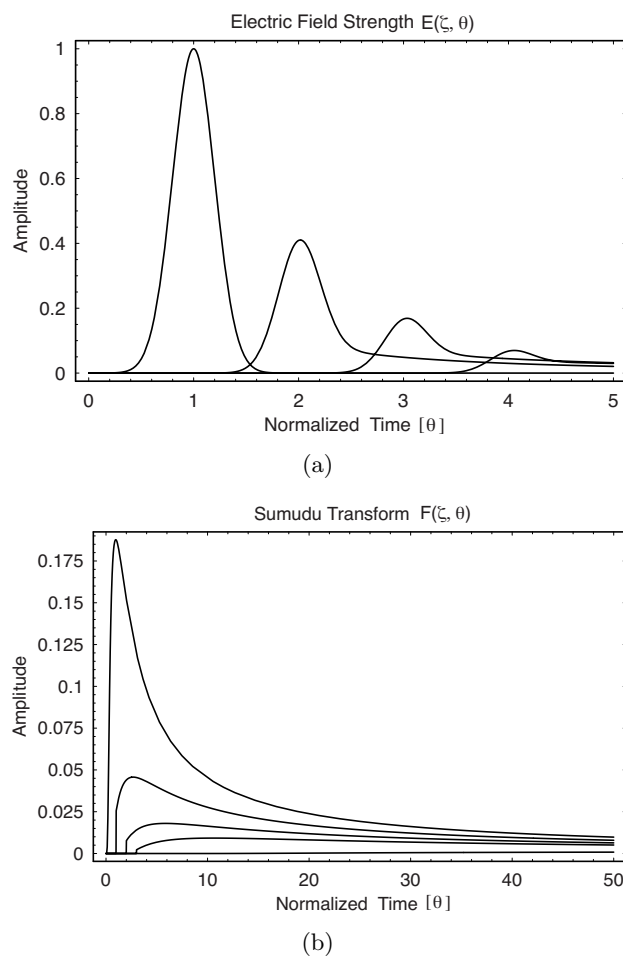 Electric Field Strength E(ζ, θ)
1
0.8
0.6
0.4
0.2
0
Amplitude
0 1 2 3 4 5
Normalized Time [θ]
(a)
Sumudu Transform F(ζ, θ)
0.175
0.15
0.125
0.1
0.075
0.05
0.025
0
Amplitude
0 10 20 30 40 50
Normalized Time [θ]
(b)